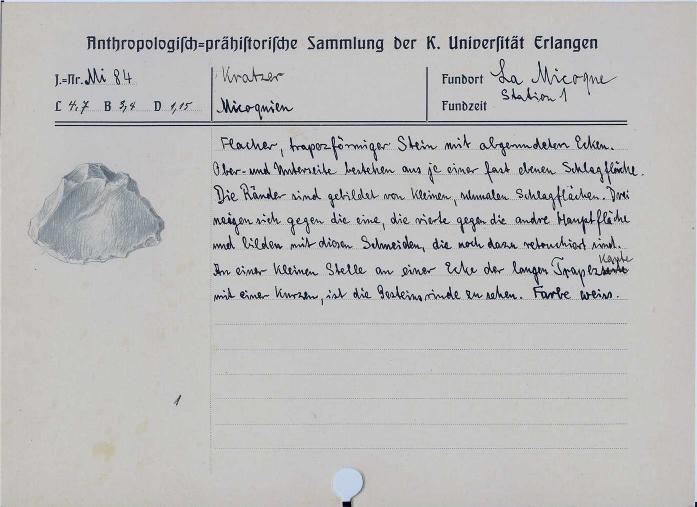 Anthropologisch=prähistorische Sammlung der K. Universität Erlangen
J.=Nr. Mi 84
Kratzer
Fundort La Micoque
Station 1
L 4,7 B 3,4 D 1,15
Micoquien
Fundzeit
Flacher, trapezförmiger Stein mit abgerundeten Ecken.
Ober- und Unterseite bestehen aus je einer fast ebenen Schlagfläche.
Die Ränder sind gebildet von kleinen, schmalen Schlagflächen. Drei
neigen sich gegen die eine, die vierte gegen die andre Hauptfläche
und bilden mit diesen Schneiden, die noch dazu retouchiert sind.
Kante
An einer kleinen Stelle an einer Ecke der langen Trapezseite
mit einer kurzen, ist die Gesteinsrinde zu sehen. Farbe weiss.
1